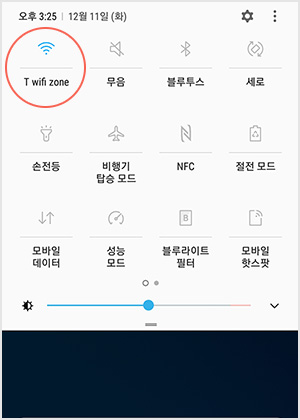 오후 3:25 | 12월 11일 (화)
T wifi zone
무음
블루투스
세로
손전등
비행기
탑승 모드
NFC
절전 모드
모바일
데이터
성능
모드
B
블루라이트
필터
모바일
핫스팟